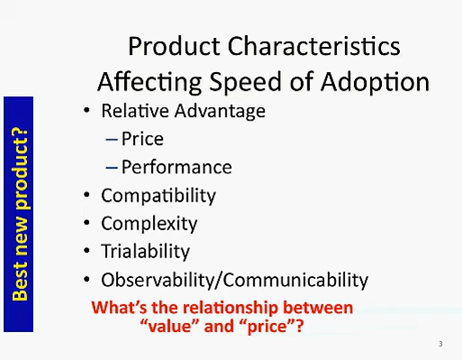 Product Characteristics
Affecting Speed of Adoption
Best new product?
• Relative Advantage
– Price
– Performance
• Compatibility
• Complexity
• Trialability
• Observability/Communicability
What's the relationship between
“value” and “price”?
3